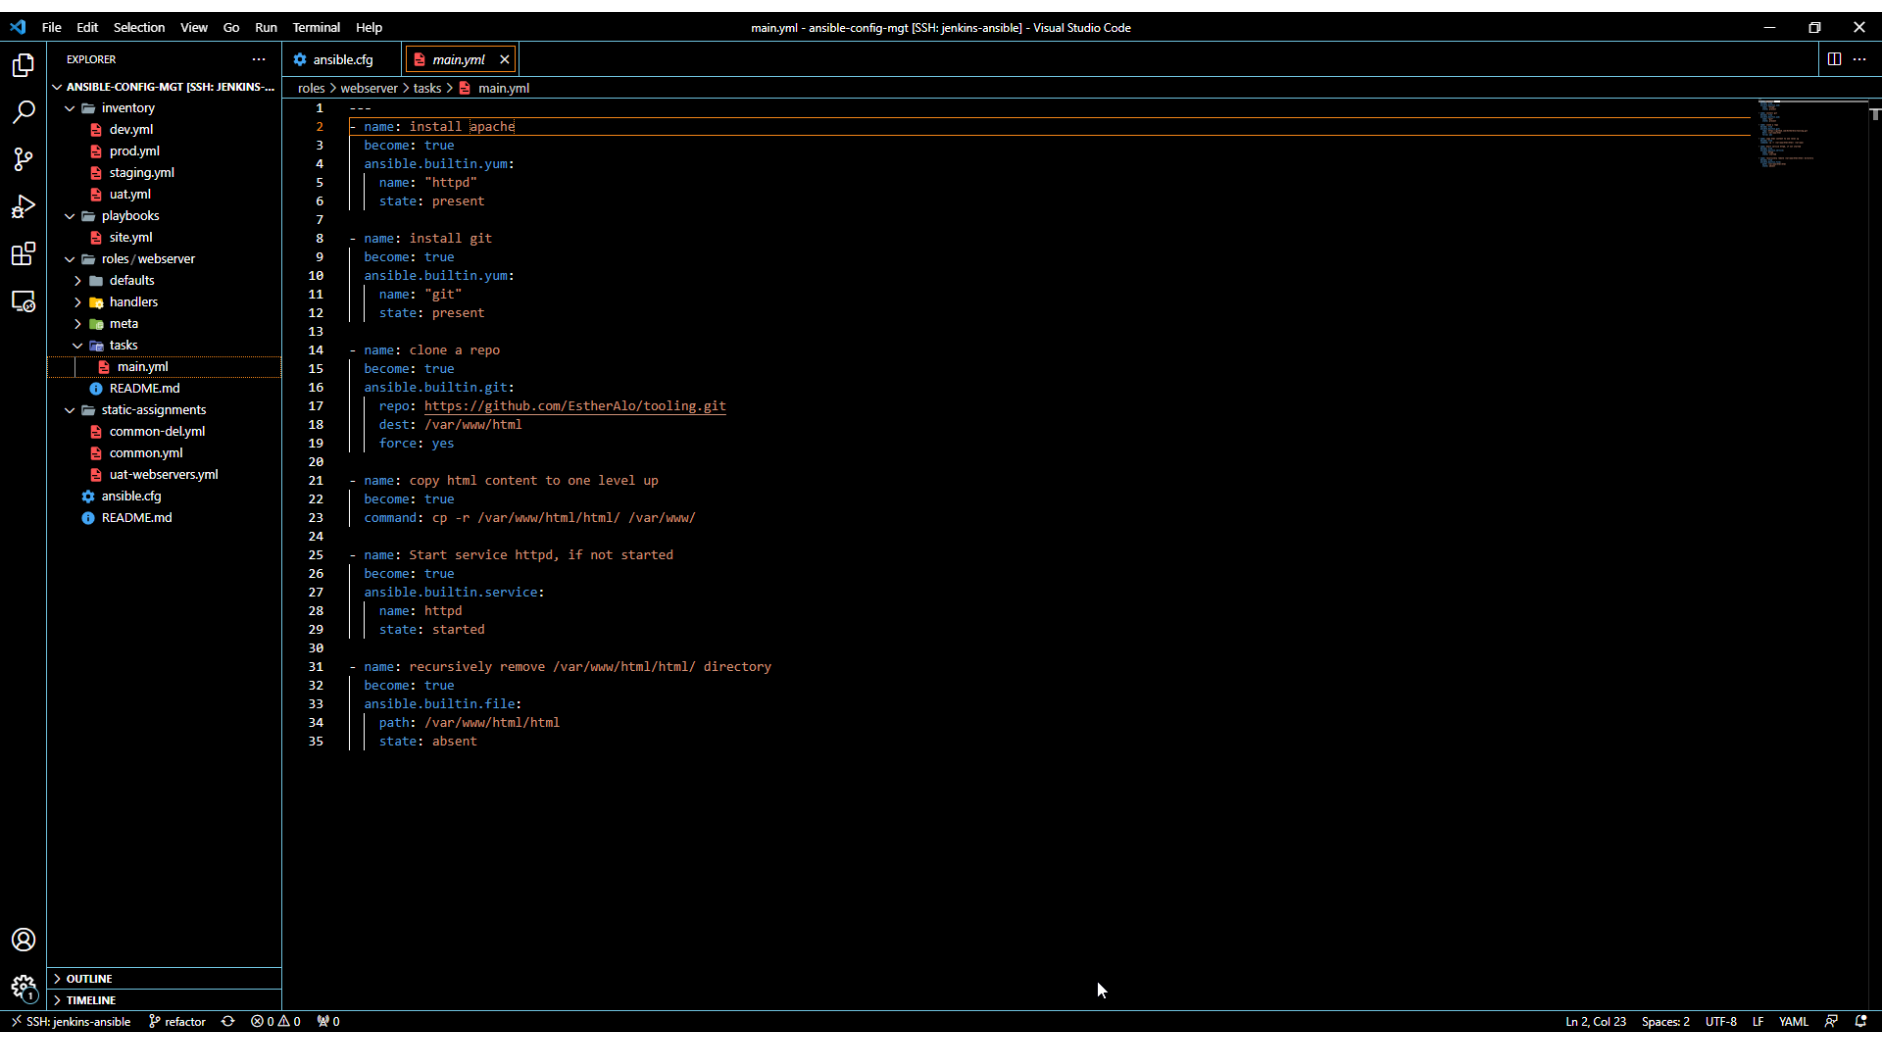 File Edit Selection View Go Run Terminal Help
main.yml - ansible-config-mgt [SSH: jenkins-ansible] - Visual Studio Code
EXPLORER
ANSIBLE-CONFIG-MGT [SSH: JENKINS-...
inventory
dev.yml
prod.yml
staging.yml
uat.yml
playbooks
site.yml
roles / webserver
defaults
handlers
meta
tasks
main.yml
README.md
static-assignments
common-del.yml
common.yml
uat-webservers.yml
ansible.cfg
README.md
OUTLINE
TIMELINE
ansible.cfg main.yml
roles > webserver > tasks > main.yml
1 ---
2 - name: install apache
3 become: true
4 ansible.builtin.yum:
5 name: "httpd"
6 state: present
7
8 - name: install git
9 become: true
10 ansible.builtin.yum:
11 name: "git"
12 state: present
13
14 - name: clone a repo
15 become: true
16 ansible.builtin.git:
17 repo: https://github.com/EstherAlo/tooling.git
18 dest: /var/www/html
19 force: yes
20
21 - name: copy html content to one level up
22 become: true
23 command: cp -r /var/www/html/html/ /var/www/
24
25 - name: Start service httpd, if not started
26 become: true
27 ansible.builtin.service:
28 name: httpd
29 state: started
30
31 - name: recursively remove /var/www/html/html/ directory
32 become: true
33 ansible.builtin.file:
34 path: /var/www/html/html
35 state: absent
1
SSH: jenkins-ansible refactor 0 0 0
Ln 2, Col 23 Spaces: 2 UTF-8 LF YAML